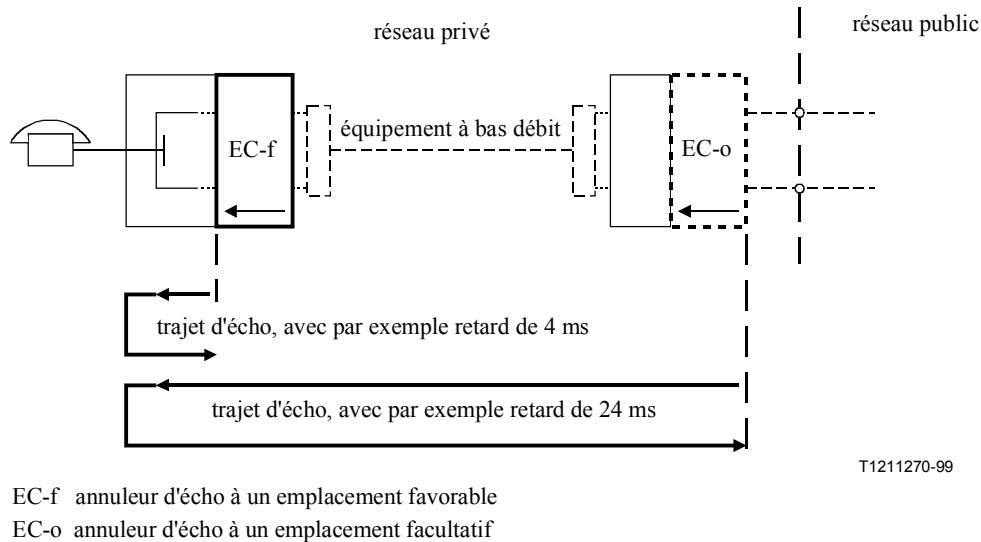 réseau privé
réseau public
EC-f
équipement à bas débit
EC-o
trajet d'écho, avec par exemple retard de 4 ms
trajet d'écho, avec par exemple retard de 24 ms
T1211270-99
EC-f annuleur d'écho à un emplacement favorable
EC-o annuleur d'écho à un emplacement facultatif